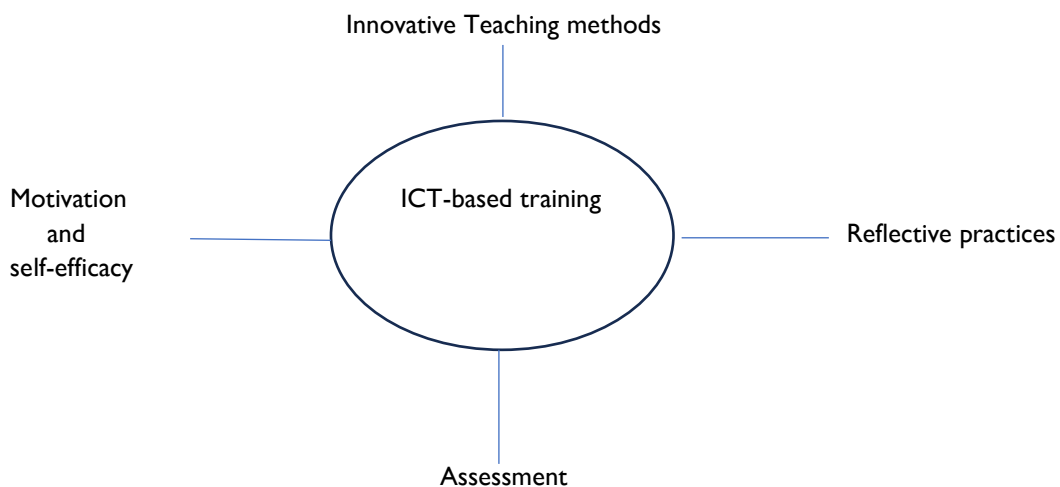 Innovative Teaching methods
ICT-based training
Motivation
and
self-efficacy
Reflective practices
Assessment